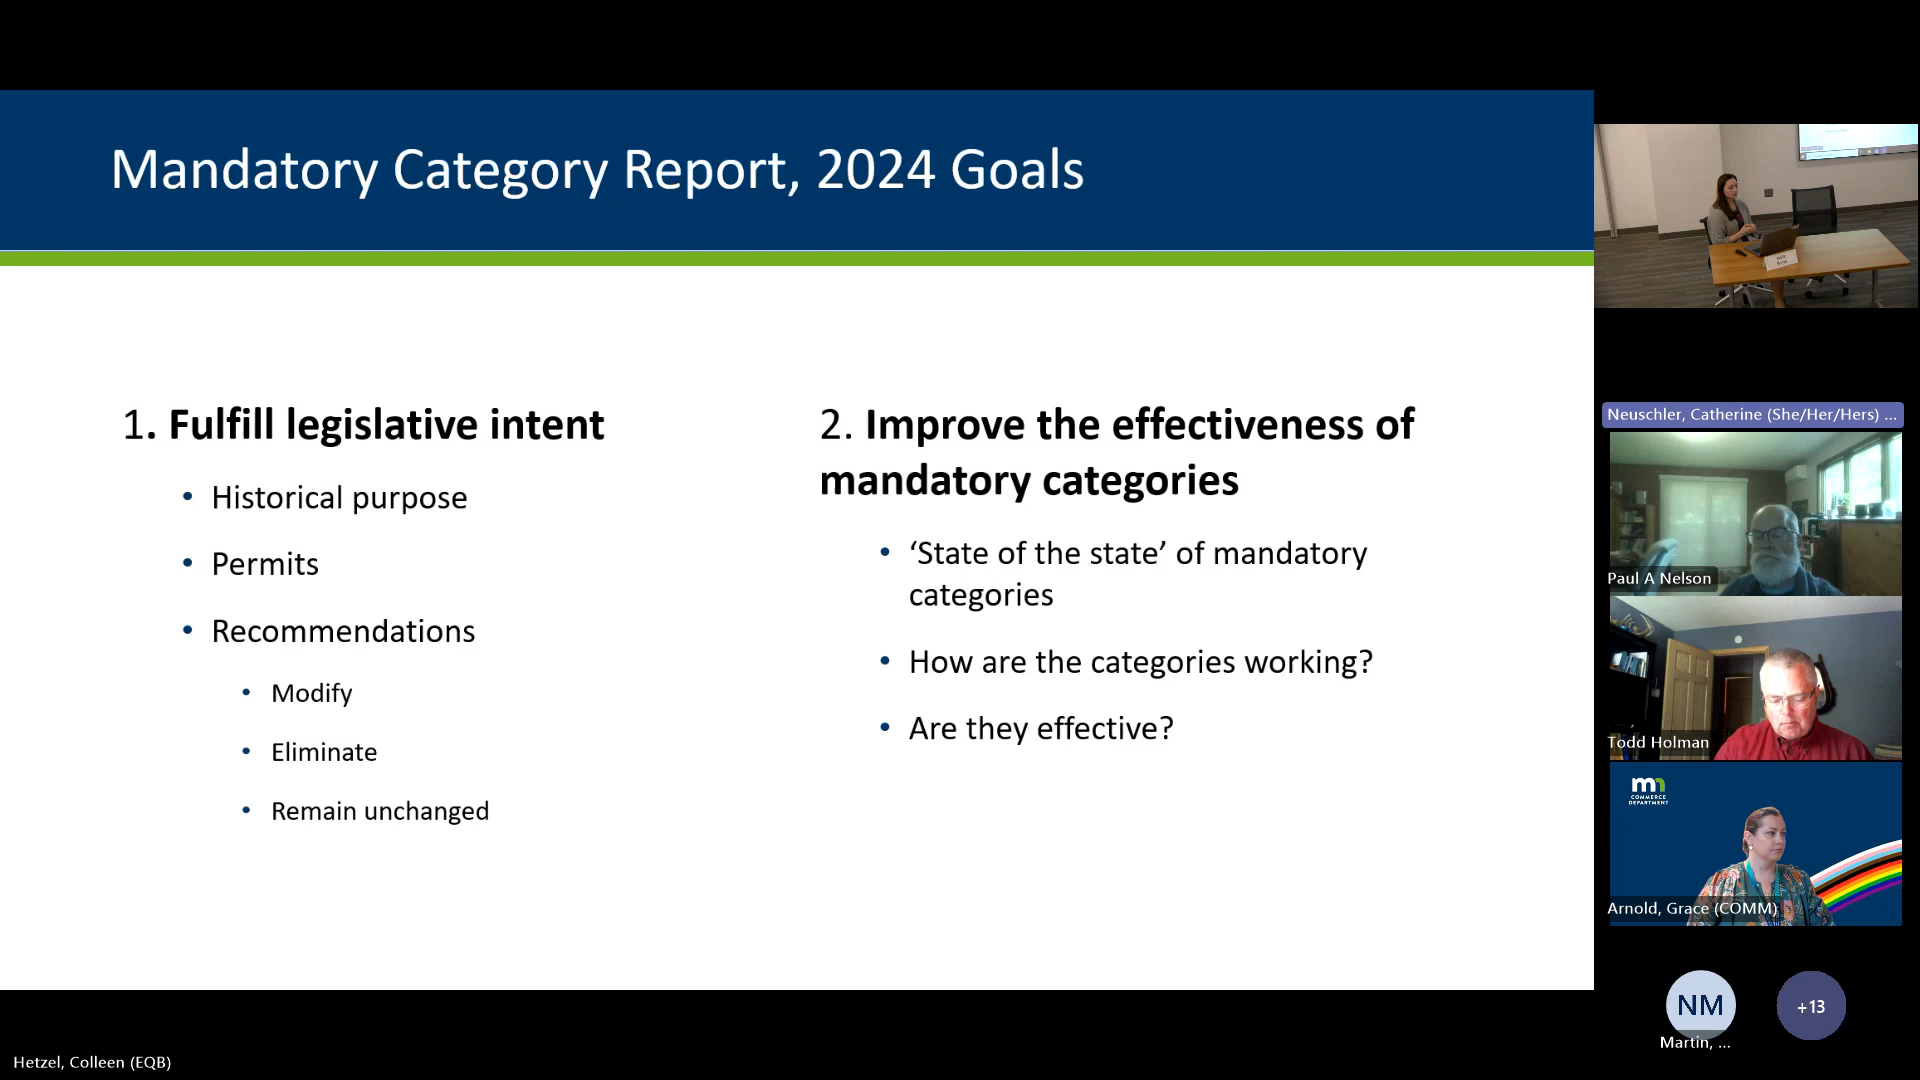 Mandatory Category Report, 2024 Goals
1. Fulfill legislative intent
• Historical purpose
• Permits
• Recommendations
• Modify
• Eliminate
• Remain unchanged
2. Improve the effectiveness of
mandatory categories
• ‘State of the state’ of mandatory
categories
• How are the categories working?
• Are they effective?
Neuschler, Catherine (She/Her/Hers) ...
Paul A Nelson
Todd Holman
mn
COMMERCE
DEPARTMENT
Arnold, Grace (COMM)
NM
+13
Martin, ...
Hetzel, Colleen (EQB)